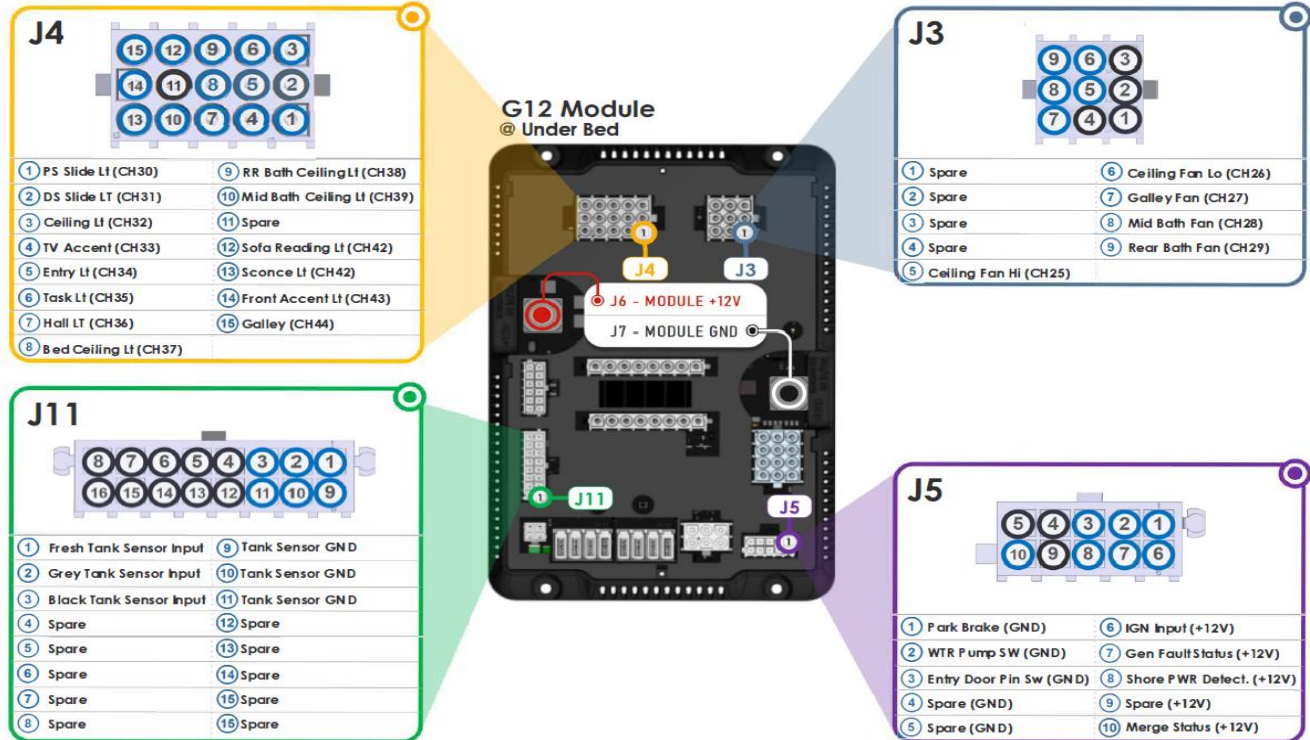 J4
15 12 9 6 3
14 11 8 5 2
13 10 7 4 1
1 PS Slide Lt (CH30)
2 DS Slide LT (CH31)
3 Ceiling Lt (CH32)
4 TV Accent (CH33)
5 Entry Lt (CH34)
6 Task Lt (CH35)
7 Hall LT (CH36)
8 Bed Ceiling Lt (CH37)
9 RR Bath Ceiling Lt (CH38)
10 Mid Bath Ceiling Lt (CH39)
11 Spare
12 Sofa Reading Lt (CH42)
13 Sconce Lt (CH42)
14 Front Accent Lt (CH43)
15 Galley (CH44)
G12 Module
@ Under Bed
1
J4
1
J3
J6 - MODULE +12V
J7 - MODULE GND
1
J11
J5
1
J3
9 6 3
8 5 2
7 4 1
1 Spare
2 Spare
3 Spare
4 Spare
5 Ceiling Fan Hi (CH25)
6 Ceiling Fan Lo (CH26)
7 Galley Fan (CH27)
8 Mid Bath Fan (CH28)
9 Rear Bath Fan (CH29)
J11
8 7 6 5 4 3 2 1
16 15 14 13 12 11 10 9
1 Fresh Tank Sensor Input
2 Grey Tank Sensor Input
3 Black Tank Sensor Input
4 Spare
5 Spare
6 Spare
7 Spare
8 Spare
9 Tank Sensor GND
10 Tank Sensor GND
11 Tank Sensor GND
12 Spare
13 Spare
14 Spare
15 Spare
15 Spare
J5
5 4 3 2 1
10 9 8 7 6
1 Park Brake (GND)
2 WTR Pump SW (GND)
3 Entry Door Pin Sw (GND)
4 Spare (GND)
5 Spare (GND)
6 IGN Input (+12V)
7 Gen Fault Status (+12V)
8 Shore PWR Detect. (+12V)
9 Spare (+12V)
10 Merge Status (+12V)